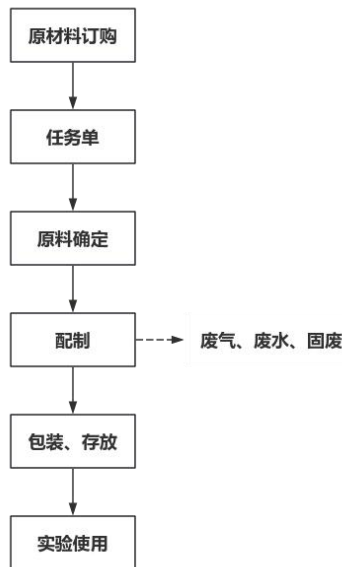 原材料订购
任务单
原料确定
配制
废气、废水、固废
包装、存放
实验使用